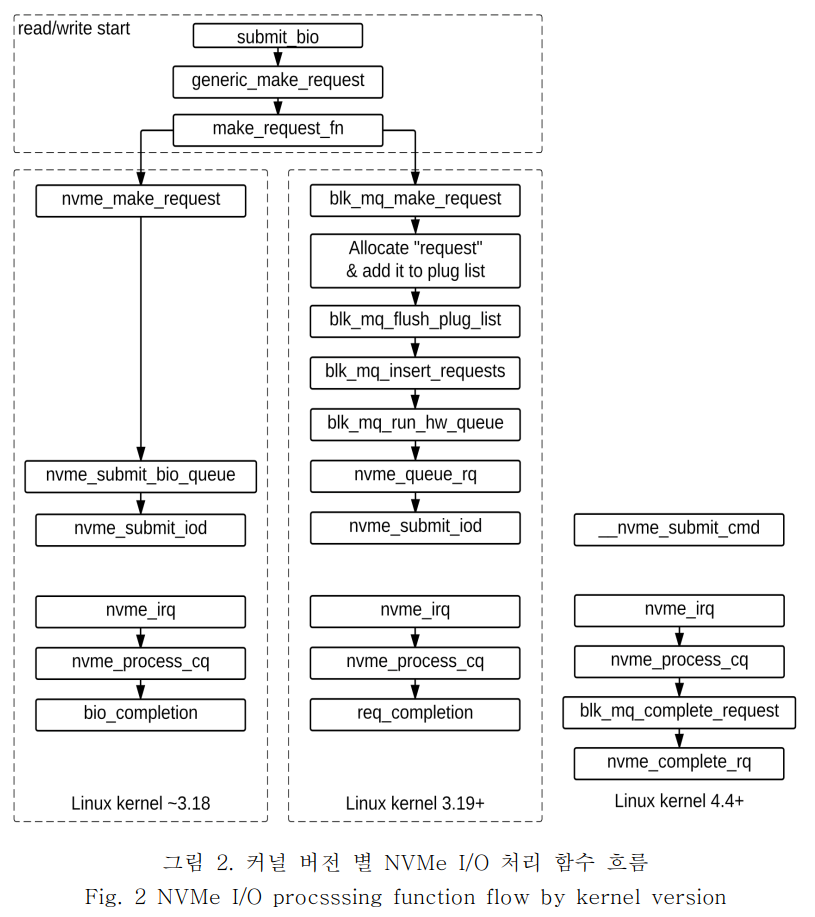 read/write start
submit_bio
generic_make_request
make_request_fn
nvme_make_request
nvme_submit_bio_queue
nvme_submit_iod
nvme_irq
nvme_process_cq
bio_completion
Linux kernel ~3.18
blk_mq_make_request
Allocate "request"
& add it to plug list
blk_mq_flush_plug_list
blk_mq_insert_requests
blk_mq_run_hw_queue
nvme_queue_rq
nvme_submit_iod
nvme_irq
nvme_process_cq
req_completion
Linux kernel 3.19+
__nvme_submit_cmd
nvme_irq
nvme_process_cq
blk_mq_complete_request
nvme_complete_rq
Linux kernel 4.4+
그림 2. 커널 버전 별 NVMe I/O 처리 함수 흐름
Fig. 2 NVMe I/O procsssing function flow by kernel version